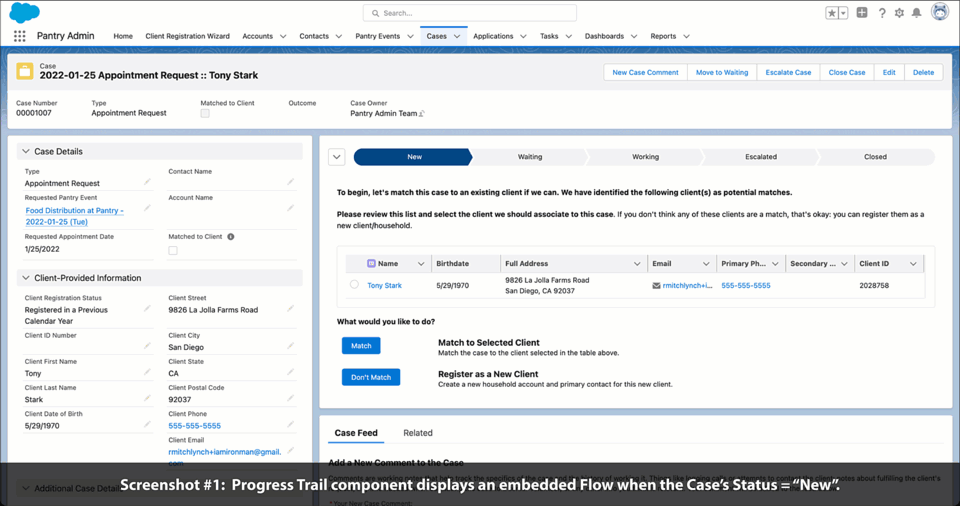 Search...
Pantry Admin
Home
Client Registration Wizard
Accounts
Contacts
Pantry Events
Cases
Applications
Tasks
Dashboards
Reports
Case
2022-01-25 Appointment Request :: Tony Stark
New Case Comment
Move to Waiting
Escalate Case
Close Case
Edit
Delete
Case Number
00001007
Type
Appointment Request
Matched to Client
Outcome
Case Owner
Pantry Admin Team
Case Details
Type
Appointment Request
Contact Name
Requested Pantry Event
Food Distribution at Pantry -
2022-01-25 (Tue)
Account Name
Requested Appointment Date
1/25/2022
Matched to Client
Client-Provided Information
Client Registration Status
Registered in a Previous
Calendar Year
Client Street
9826 La Jolla Farms Road
Client ID Number
Client City
San Diego
Client First Name
Tony
Client State
CA
Client Last Name
Stark
Client Postal Code
92037
Client Date of Birth
5/29/1970
Client Phone
555-555-5555
Client Email
rmitchlynch+iamironman@gmail.
com
Additional Case Details
New
Waiting
Working
Escalated
Closed
To begin, let's match this case to an existing client if we can. We have identified the following client(s) as potential matches.
Please review this list and select the client we should associate to this case. If you don't think any of these clients are a match, that's okay: you can register them as a
new client/household.
Name
Birthdate
Full Address
Email
Primary Ph...
Secondary ...
Client ID
Tony Stark
5/29/1970
9826 La Jolla Farms Road
San Diego, CA 92037
rmitchlynch+i...
555-555-5555
2028758
What would you like to do?
Match
Match to Selected Client
Match the case to the client selected in the table above.
Don't Match
Register as a New Client
Create a new household account and primary contact for this new client.
Case Feed
Related
Add a New Comment to the Case
* Your New Case Comment:
Screenshot #1: Progress Trail component displays an embedded Flow when the Case's Status = “New”.